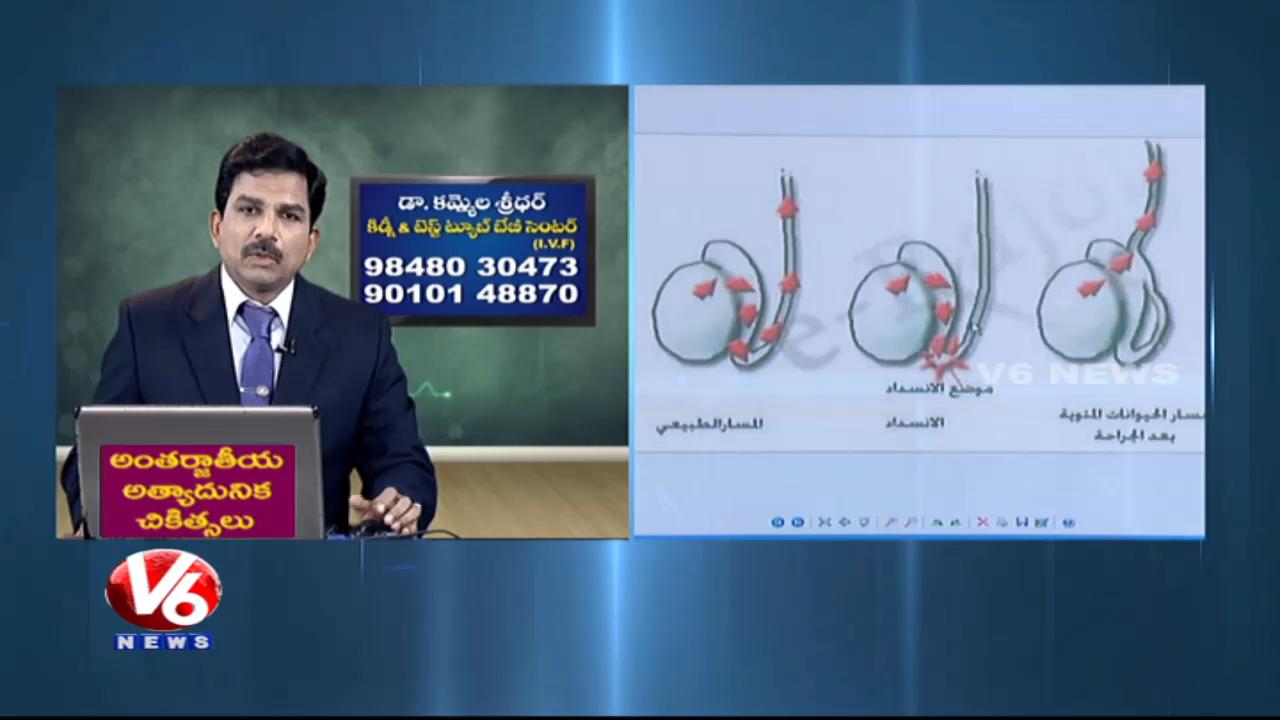 డా. కమ్మెల శ్రీధర్
కిడ్నీ & టెస్ట్ ట్యూబ్ బేబీ సెంటర్
(I.V.F)
98480 30473
90101 48870
అంతర్జాతీయ
అత్యాదునిక
చికిత్సలు
V6
NEWS
V6 NEWS
موضع الانسداد
المسار الطبيعي
الانسداد
مسار الحيوانات المنوية
بعد الجراحة